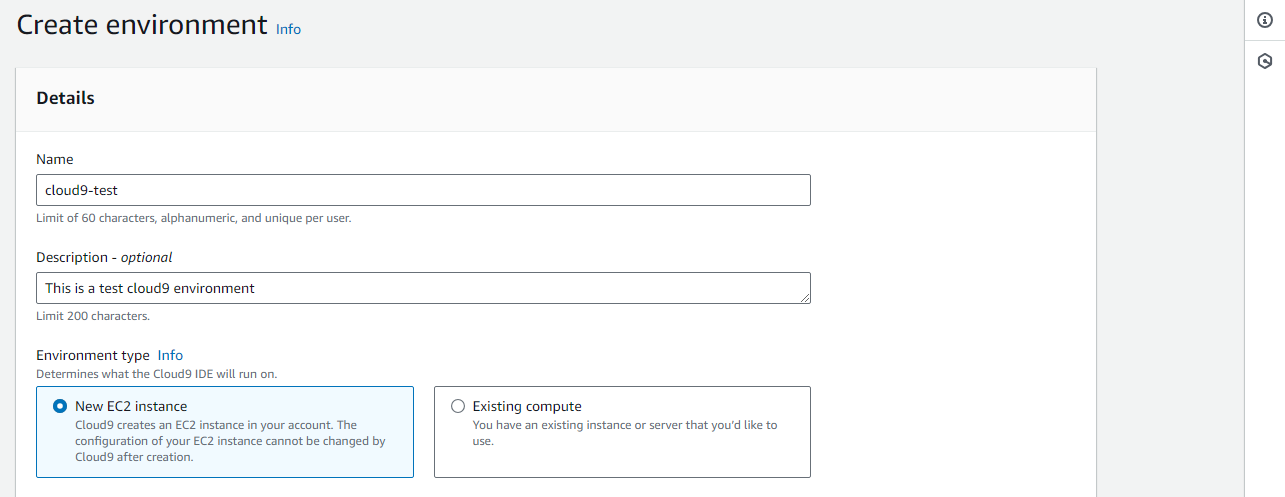 Create environment Info
Details
Name
cloud9-test
Limit of 60 characters, alphanumeric, and unique per user.
Description - optional
This is a test cloud9 environment
Limit 200 characters.
Environment type Info
Determines what the Cloud9 IDE will run on.
New EC2 instance
Cloud9 creates an EC2 instance in your account. The
configuration of your EC2 instance cannot be changed by
Cloud9 after creation.
Existing compute
You have an existing instance or server that you’d like to
use.